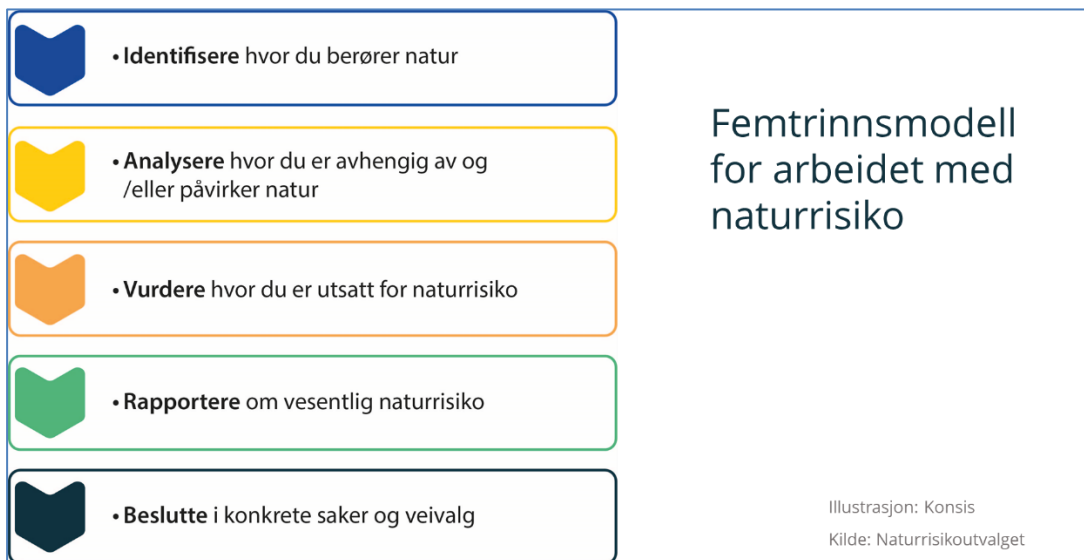 • Identifisere hvor du berører natur
• Analysere hvor du er avhengig av og
/eller påvirker natur
• Vurdere hvor du er utsatt for naturrisiko
• Rapportere om vesentlig naturrisiko
• Beslutte i konkrete saker og veivalg
Femtrinnsmodell
for arbeidet med
naturrisiko
Illustrasjon: Konsis
Kilde: Naturrisikoutvalget